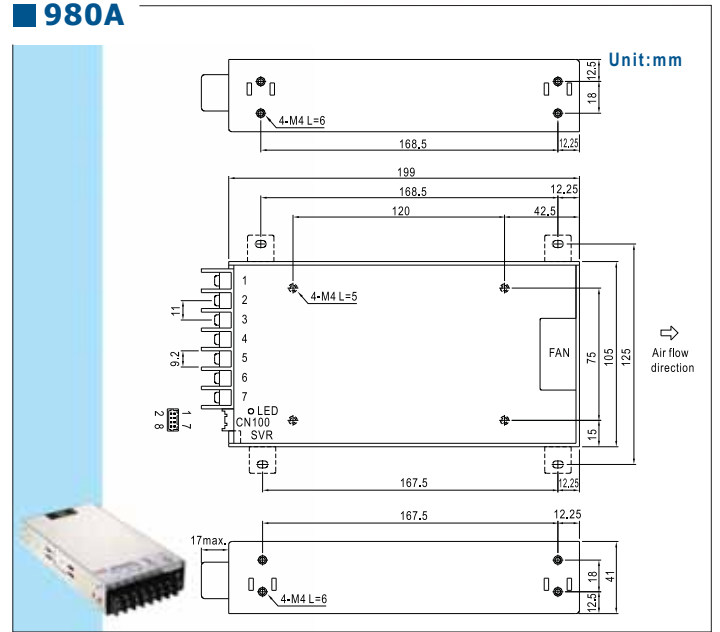 980A
Unit:mm
12.5
18
4-M4 L=6
168.5
12.25
199
168.5
12.25
120
42.5
1
2
3
4
5
6
7
11
9.2
4-M4 L=5
FAN
75
105
125
15
Air flow
direction
LED
CN100
SVR
1 7
2 8
167.5
12.25
167.5
12.25
17max.
4-M4 L=6
18
12.5
41